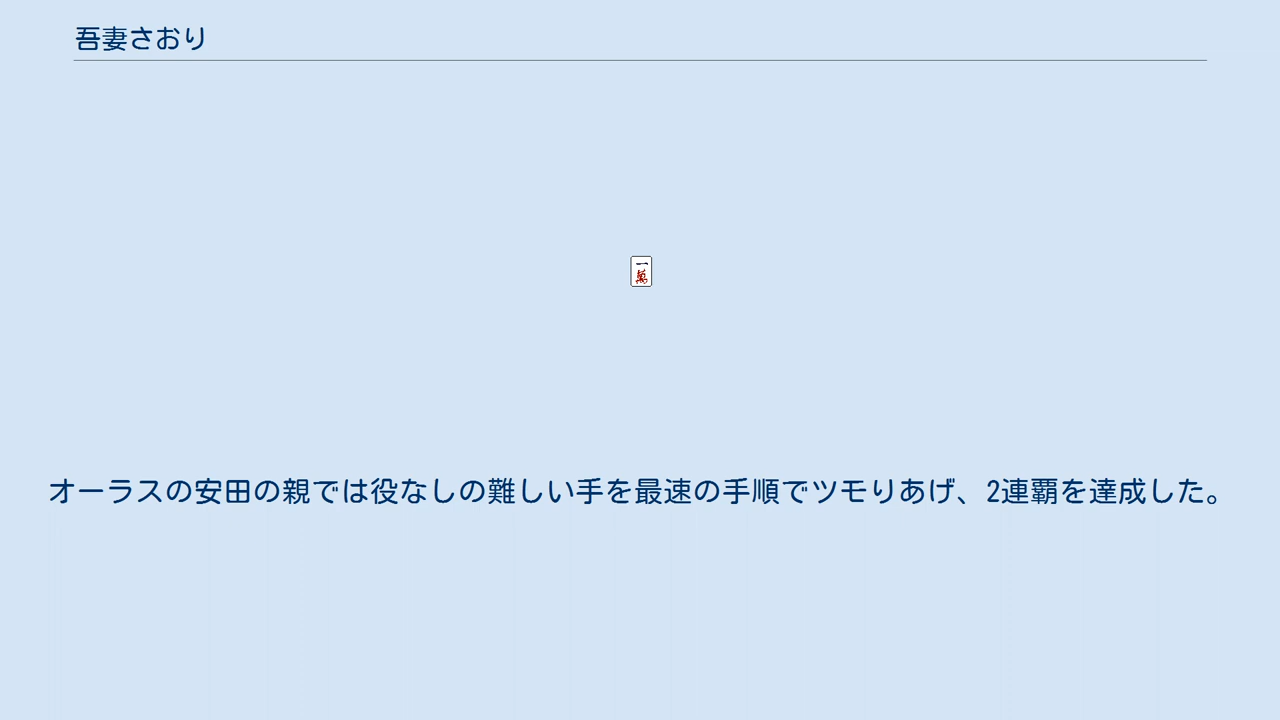 吾妻さおり
一萬
オーラスの安田の親では役なしの難しい手を最速の手順でツモりあげ、2連覇を達成した。